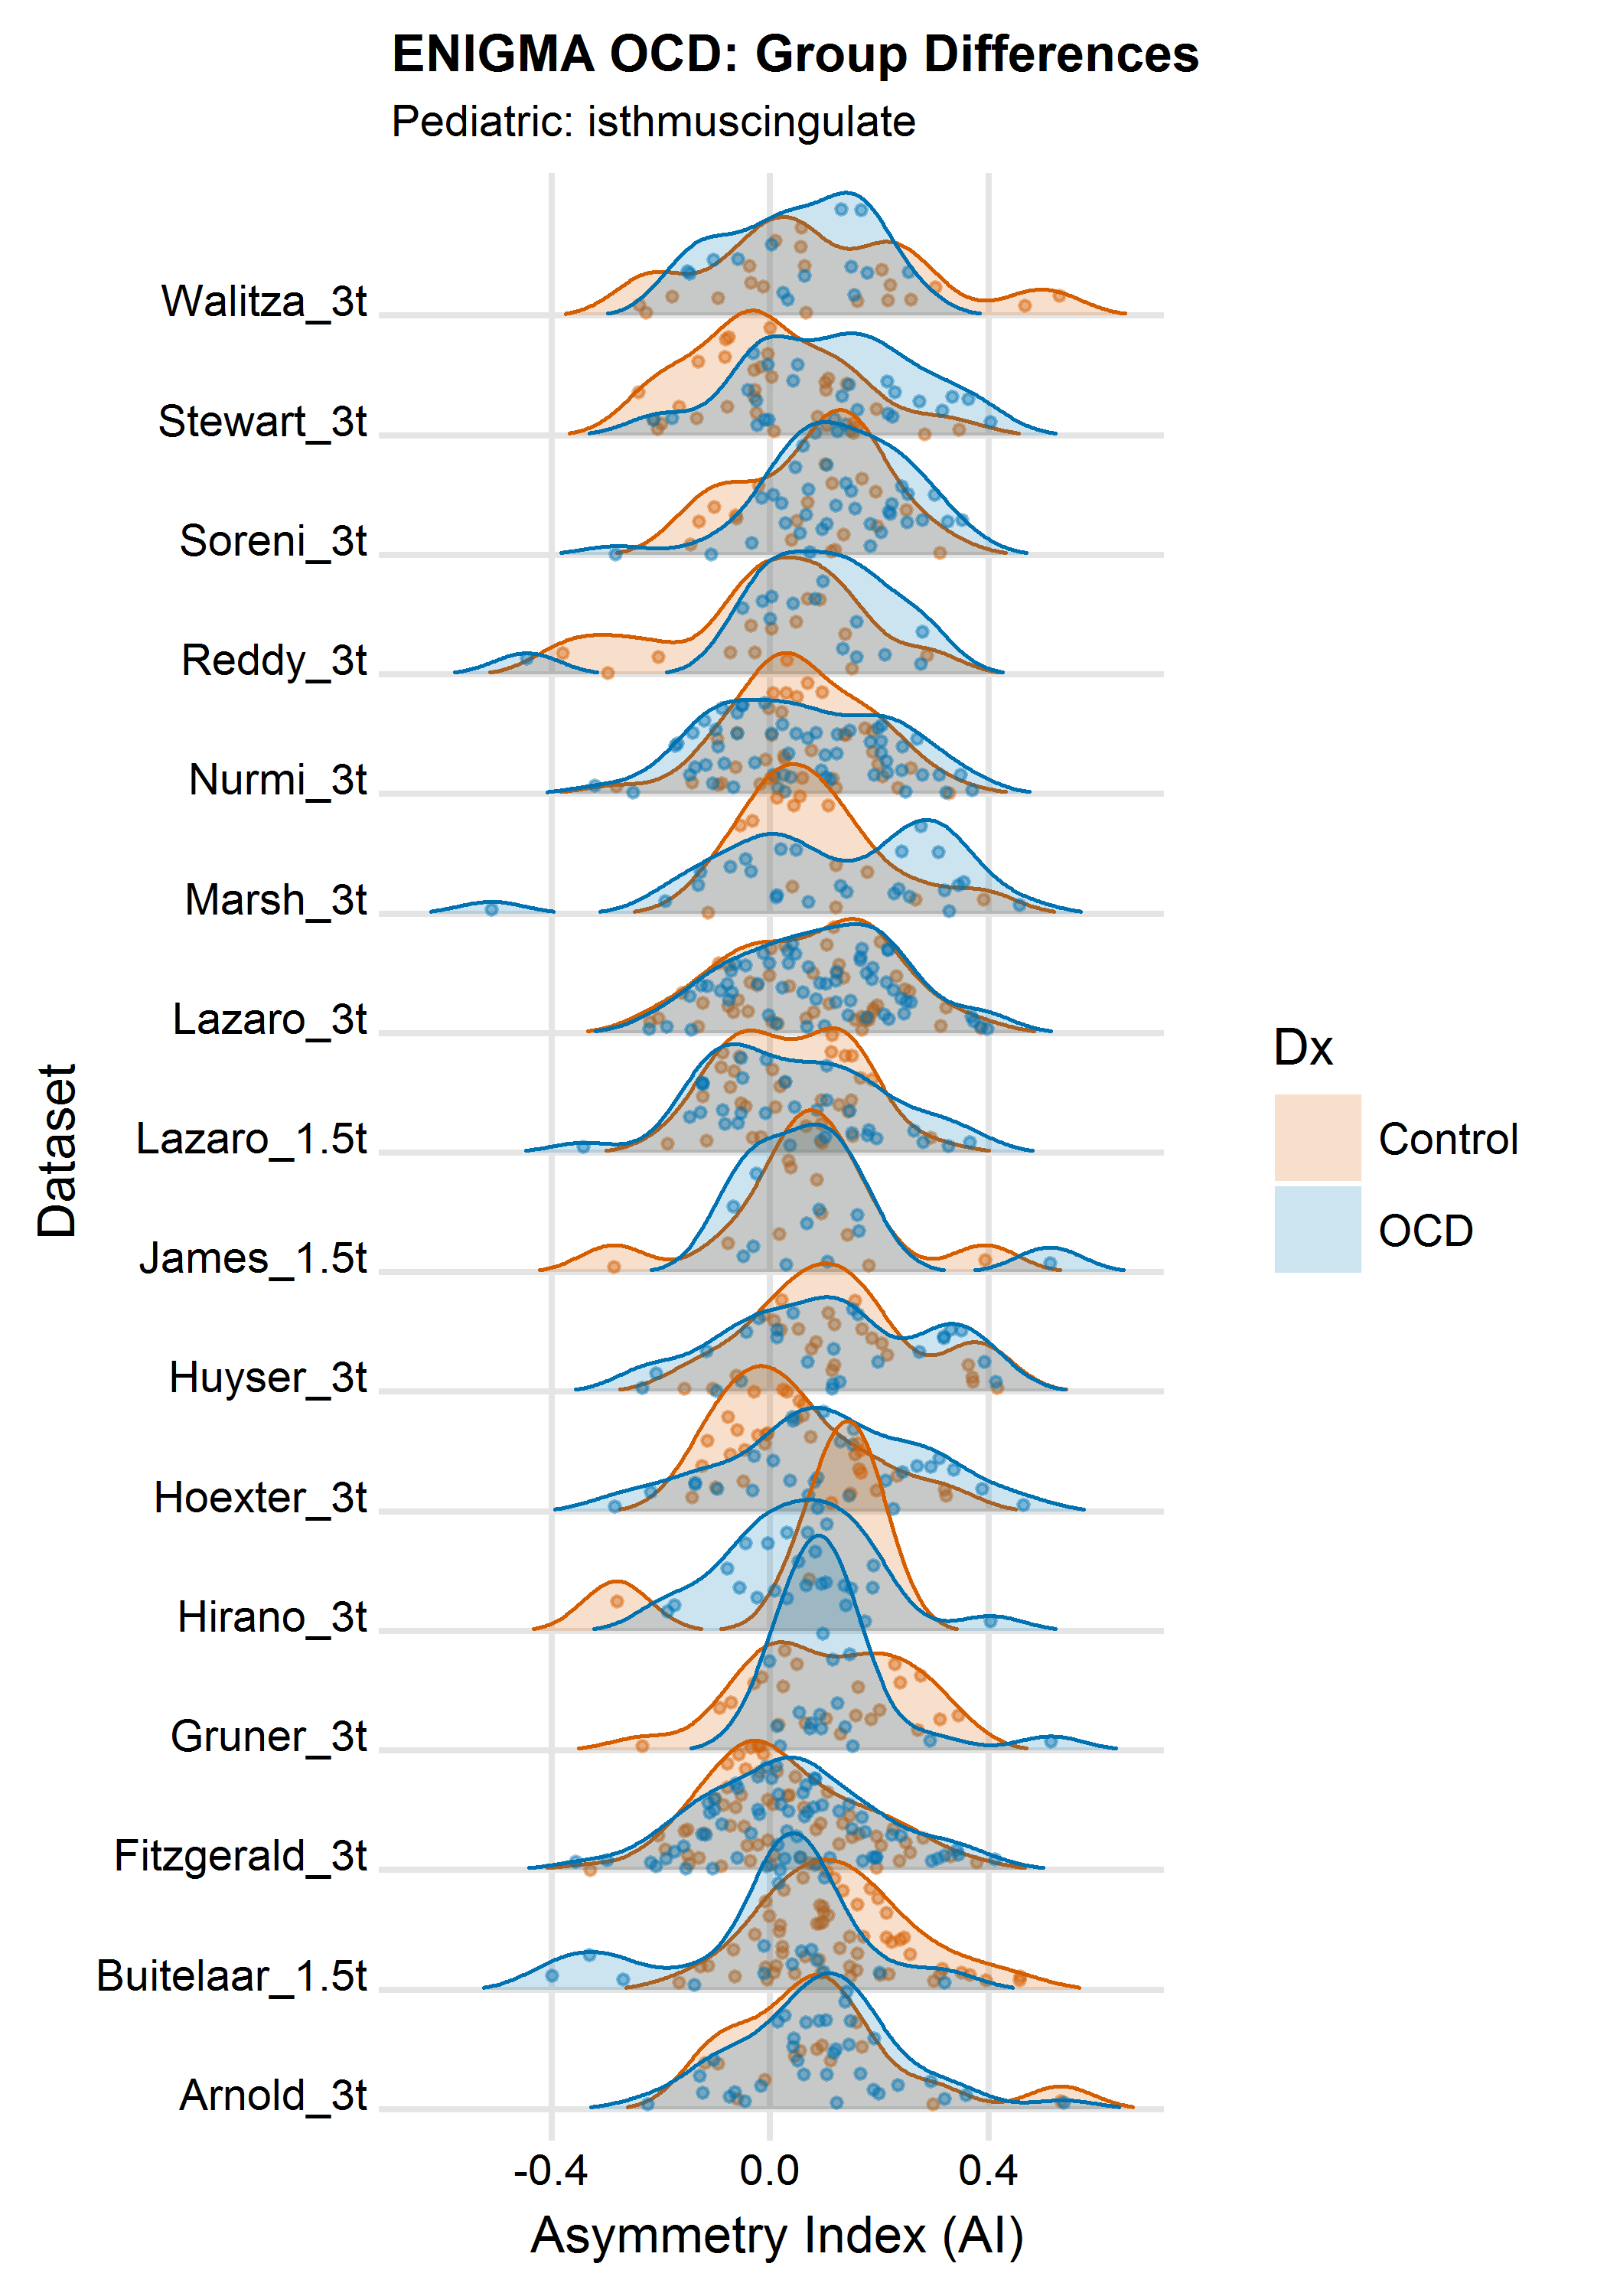 ENIGMA OCD: Group Differences
Pediatric: isthmuscingulate
Walitza_3t
Stewart_3t
Soreni_3t
Reddy_3t
Nurmi_3t
Marsh_3t
Lazaro_3t
Lazaro_1.5t
James_1.5t
Huyser_3t
Hoexter_3t
Hirano_3t
Gruner_3t
Fitzgerald_3t
Buitelaar_1.5t
Arnold_3t
Dataset
-0.4 0.0 0.4
Asymmetry Index (AI)
Dx
Control
OCD